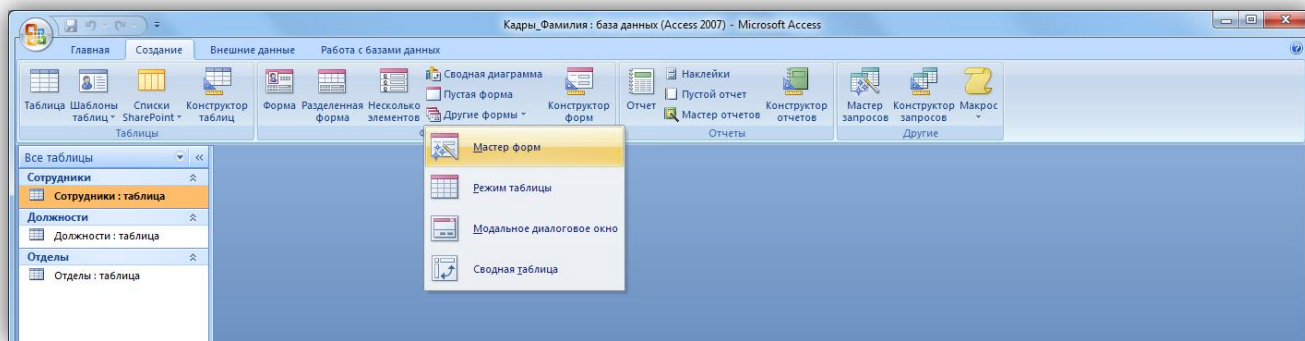 Кадры_Фамилия : база данных (Access 2007) - Microsoft Access
Главная Создание Внешние данные Работа с базами данных
Таблица
Шаблоны
таблиц
Списки
SharePoint
Конструктор
таблиц
Таблицы
Форма
Разделенная
форма
Несколько
элементов
Сводная диаграмма
Пустая форма
Другие формы
Конструктор
форм
Отчет
Наклейки
Пустой отчет
Мастер отчетов
Конструктор
отчетов
Отчеты
Мастер
запросов
Конструктор
запросов
Макрос
Другие
Мастер форм
Режим таблицы
Модальное диалоговое окно
Сводная таблица
Все таблицы
Сотрудники
Сотрудники : таблица
Должности
Должности : таблица
Отделы
Отделы : таблица